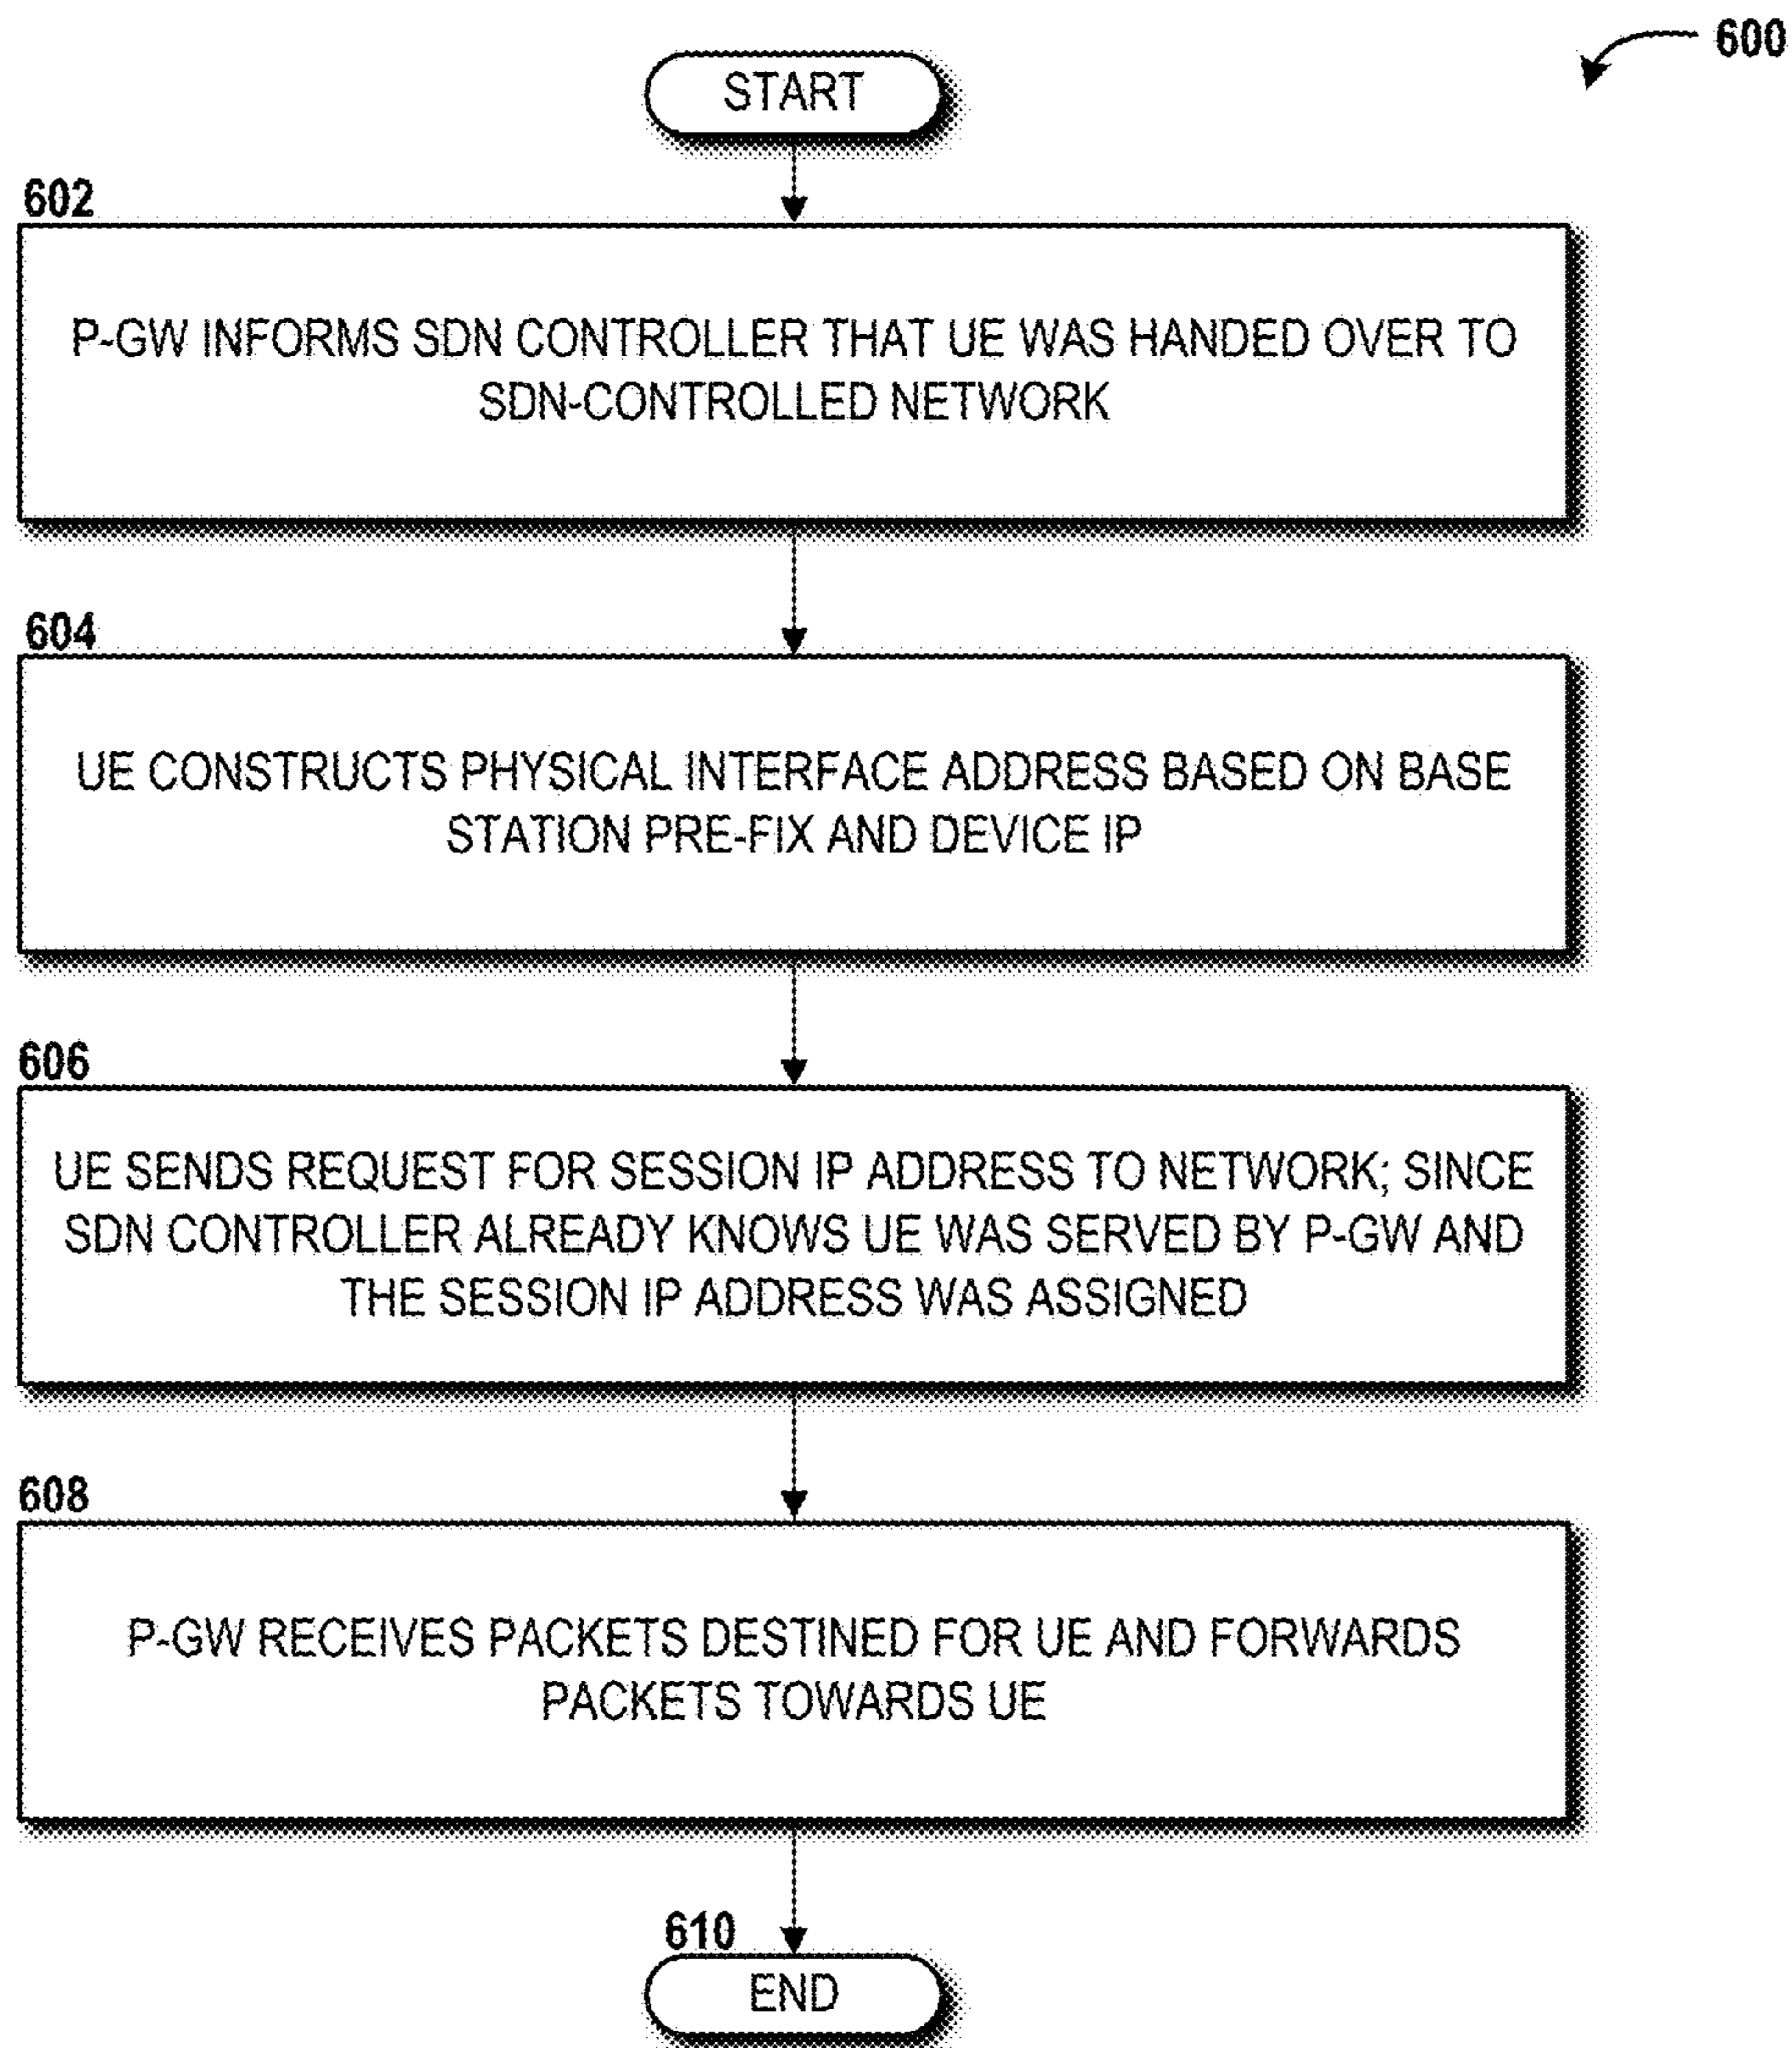 600
START
602
P-GW INFORMS SDN CONTROLLER THAT UE WAS HANDED OVER TO
SDN-CONTROLLED NETWORK
604
UE CONSTRUCTS PHYSICAL INTERFACE ADDRESS BASED ON BASE
STATION PRE-FIX AND DEVICE IP
606
UE SENDS REQUEST FOR SESSION IP ADDRESS TO NETWORK; SINCE
SDN CONTROLLER ALREADY KNOWS UE WAS SERVED BY P-GW AND
THE SESSION IP ADDRESS WAS ASSIGNED
608
P-GW RECEIVES PACKETS DESTINED FOR UE AND FORWARDS
PACKETS TOWARDS UE
610
END